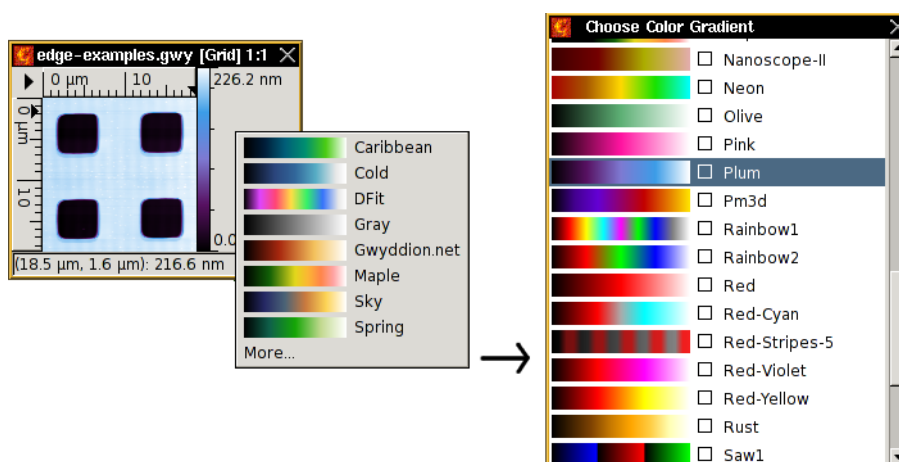 edge-examples.gwy [Grid] 1:1
0 µm 10
226.2 nm
0 µm
10
0.0
(18.5 µm, 1.6 µm): 216.6 nm
Caribbean
Cold
DFit
Gray
Gwyddion.net
Maple
Sky
Spring
More...
Choose Color Gradient
Nanoscope-II
Neon
Olive
Pink
Plum
Pm3d
Rainbow1
Rainbow2
Red
Red-Cyan
Red-Stripes-5
Red-Violet
Red-Yellow
Rust
Saw1